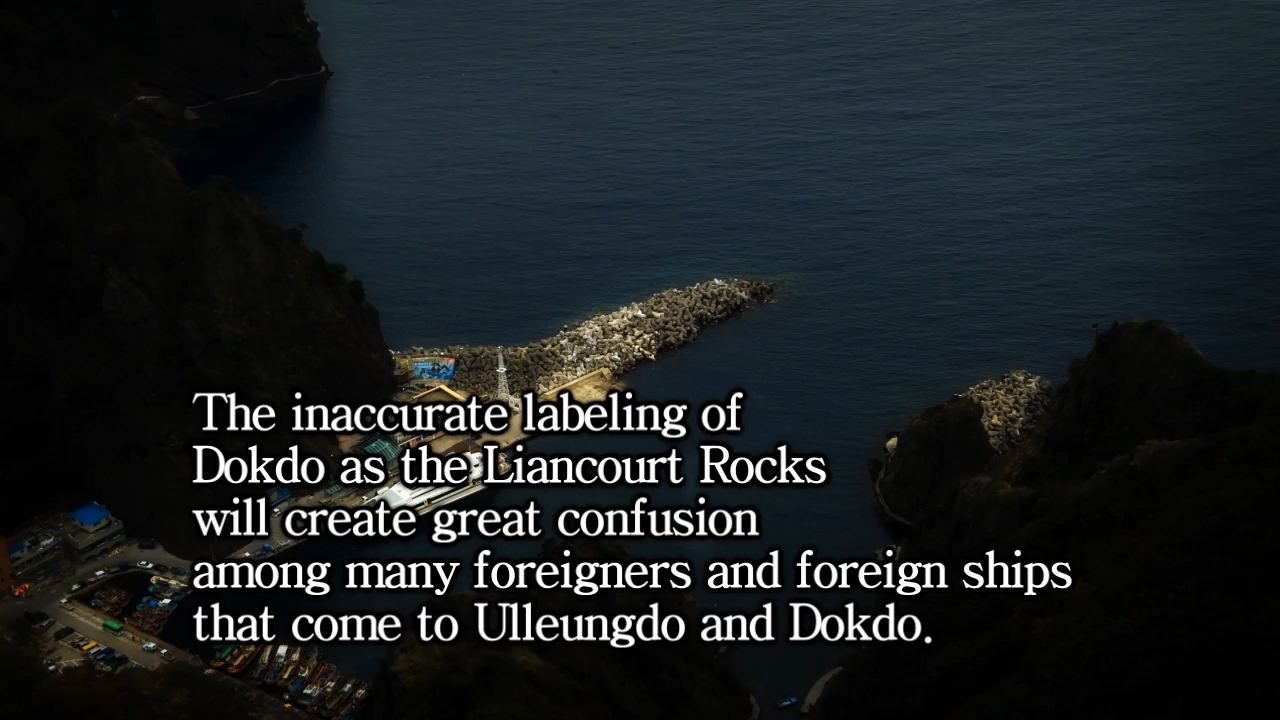 The inaccurate labeling of
Dokdo as the Liancourt Rocks
will create great confusion
among many foreigners and foreign ships
that come to Ulleungdo and Dokdo.